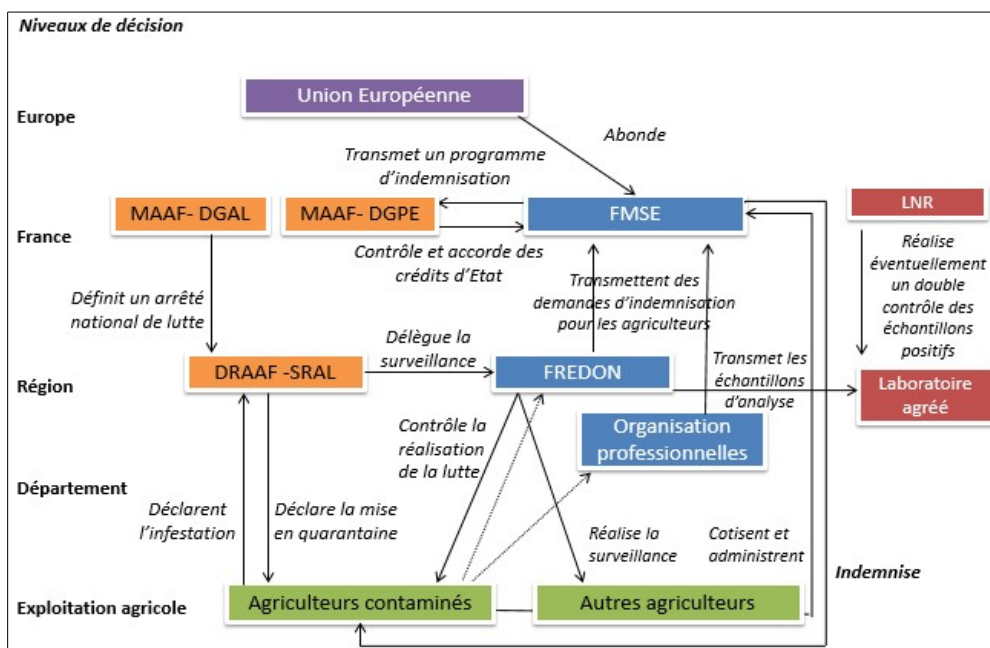 Niveaux de décision
Union Européenne
Europe
Abonde
Transmet un programme
d'indemnisation
MAAF- DGAL
MAAF- DGPE
FMSE
LNR
France
Contrôle et accorde des
crédits d'Etat
Réalise
éventuellement
un double
contrôle des
échantillons
positifs
Transmettent des
demandes d'indemnisation
pour les agriculteurs
Définit un arrêté
national de lutte
Délègue la
surveillance
DRAAF -SRAL
FREDON
Transmet les
échantillons
d'analyse
Région
Laboratoire
agréé
Contrôle la
réalisation
de la lutte
Organisation
professionnelles
Département
Déclarent
l'infestation
Déclare la mise
en quarantaine
Réalise la
surveillance
Cotisent et
administrent
Indemnise
Exploitation agricole
Agriculteurs contaminés
Autres agriculteurs